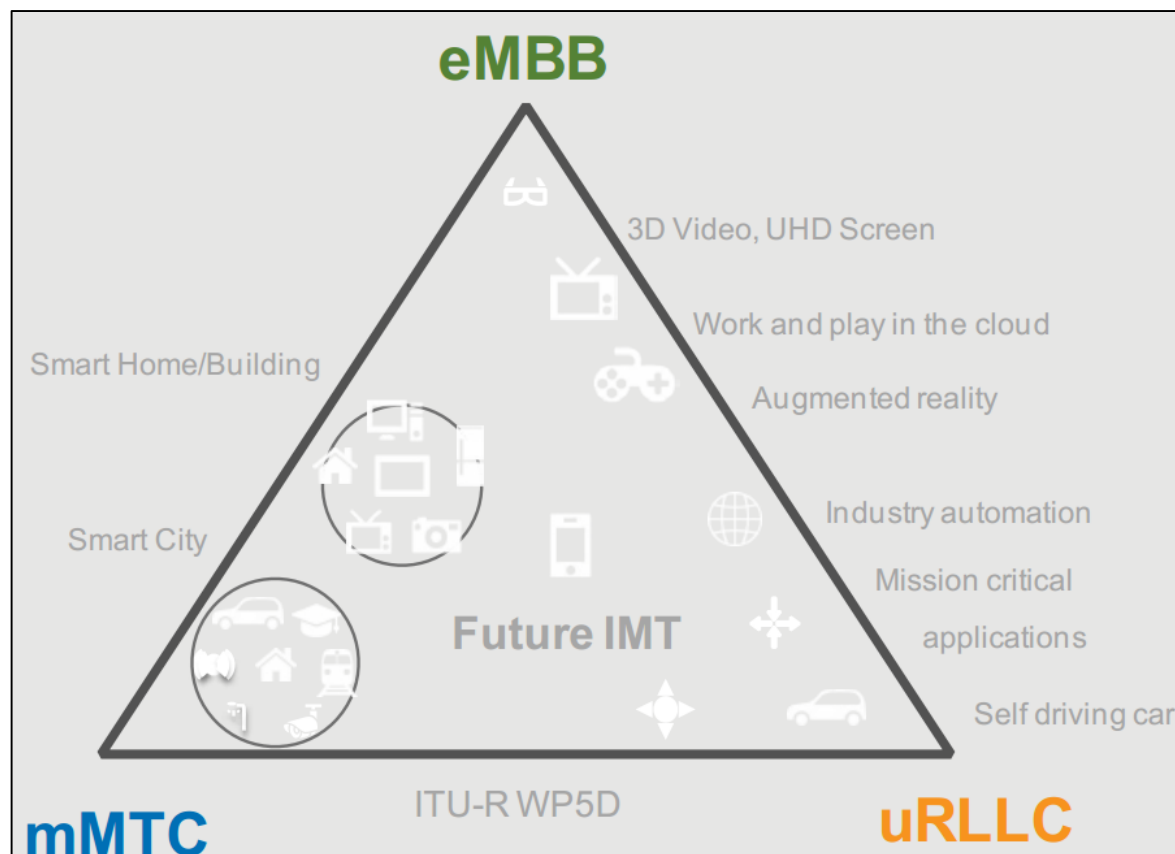 eMBB
3D Video, UHD Screen
Work and play in the cloud
Smart Home/Building
Augmented reality
Industry automation
Smart City
Mission critical
applications
Future IMT
Self driving car
ITU-R WP5D
mMTC
uRLLC